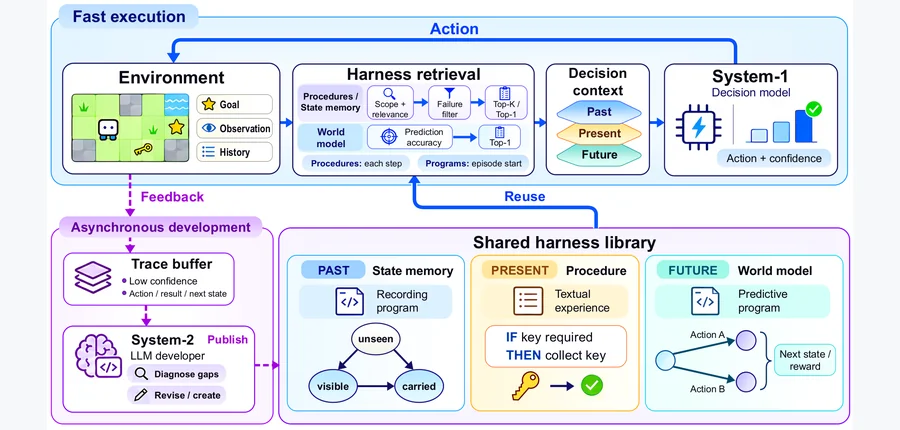 Fast execution
Action
Environment
Goal
Observation
History
Harness retrieval
Procedures /
State memory
Scope +
relevance
Failure
filter
Top-K /
Top-1
World
model
Prediction
accuracy
Top-1
Procedures: each step
Programs: episode start
Decision
context
Past
Present
Future
System-1
Decision model
Action + confidence
Feedback
Reuse
Asynchronous development
Trace buffer
• Low confidence
• Action / result / next state
System-2
Publish
LLM developer
Diagnose gaps
Revise / create
Shared harness library
PAST
State memory
Recording
program
unseen
visible
carried
PRESENT
Procedure
Textual
experience
IF key required
THEN collect key
FUTURE
World model
Predictive
program
Action A
Action B
Next state /
reward